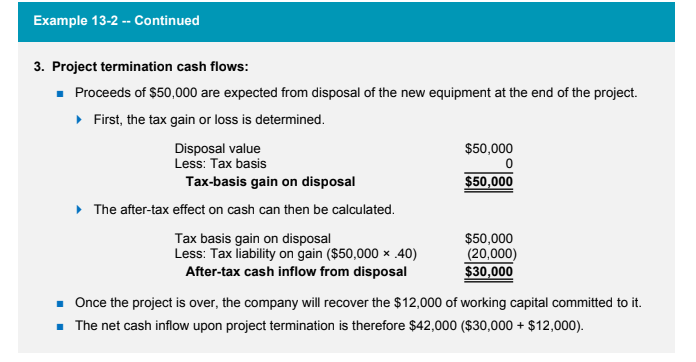 Example 13-2 -- Continued
3. Project termination cash flows:
■ Proceeds of $50,000 are expected from disposal of the new equipment at the end of the project.
First, the tax gain or loss is determined.
Disposal value $50,000
Less: Tax basis 0
Tax-basis gain on disposal $50,000
The after-tax effect on cash can then be calculated.
Tax basis gain on disposal $50,000
Less: Tax liability on gain ($50,000 × .40) (20,000)
After-tax cash inflow from disposal $30,000
■ Once the project is over, the company will recover the $12,000 of working capital committed to it.
■ The net cash inflow upon project termination is therefore $42,000 ($30,000 + $12,000).